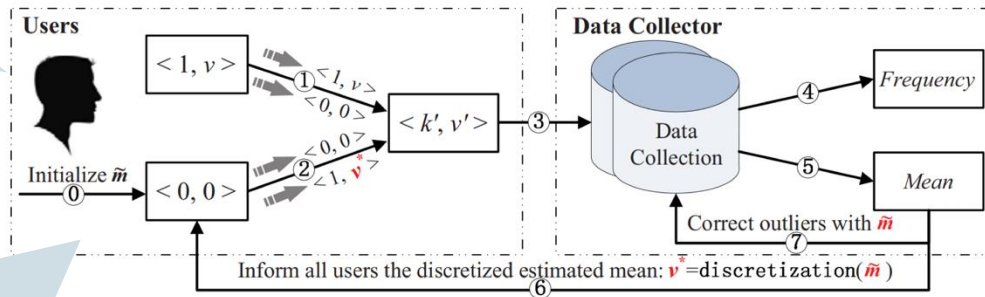 Users
Data Collector
< 1, v >
①
< 1, v >
< 0, 0 >
Initialize m̃
⓪
< 0, 0 >
②
< 0, 0 >
< 1, v* >
< k′, v′ >
③
Data
Collection
④
Frequency
⑤
Mean
Correct outliers with m̃
⑦
Inform all users the discretized estimated mean: v*=discretization(m̃)
⑥